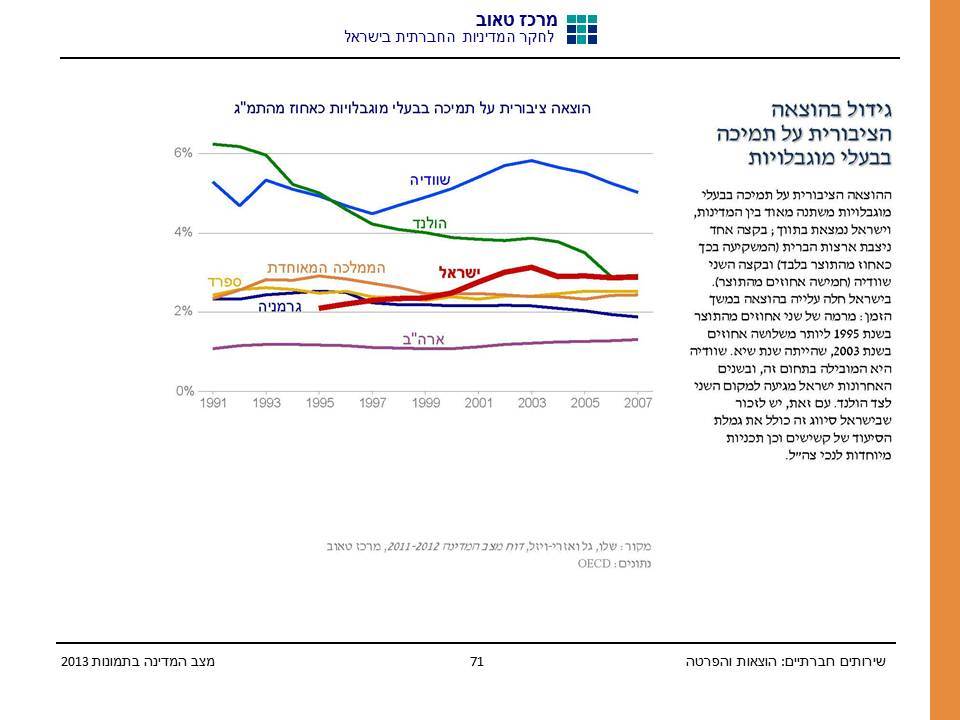 מרכז טאוב
לחקר המדיניות החברתית בישראל
גידול בהוצאה
הציבורית על תמיכה
בבעלי מוגבלויות
ההוצאה הציבורית על תמיכה בבעלי
מוגבלויות משתנה מאוד בין המדינות,
וישראל נמצאת בתווך; בקצה אחד
ניצבת ארצות הברית (המשקיעה בכך
כאחוז מהתוצר בלבד) ובקצה השני
שוודיה (חמישה אחוזים מהתוצר).
בישראל חלה עלייה בהוצאה במשך
הזמן: מרמה של שני אחוזים מהתוצר
בשנת 1995 ליותר משלושה אחוזים
בשנת 2003, שהייתה שנת שיא. שוודיה
היא המובילה בתחום זה, ובשנים
האחרונות ישראל מגיעה למקום השני
לצד הולנד. עם זאת, יש לזכור
שבישראל סיווג זה כולל את גמלת
הסיעוד של קשישים וכן תכניות
מיוחדות לנכי צה״ל.
הוצאה ציבורית על תמיכה בבעלי מוגבלויות כאחוז מהתמ"ג
6%
4%
2%
0%
שוודיה
הולנד
ישראל
הממלכה המאוחדת
ספרד
גרמניה
ארה"ב
1991 1993 1995 1997 1999 2001 2003 2005 2007
מקור: שלו, גל ואזרי-ויזל, דוח מצב המדינה 2011-2012, מרכז טאוב
נתונים: OECD
שירותים חברתיים: הוצאות והפרטה
71
מצב המדינה בתמונות 2013